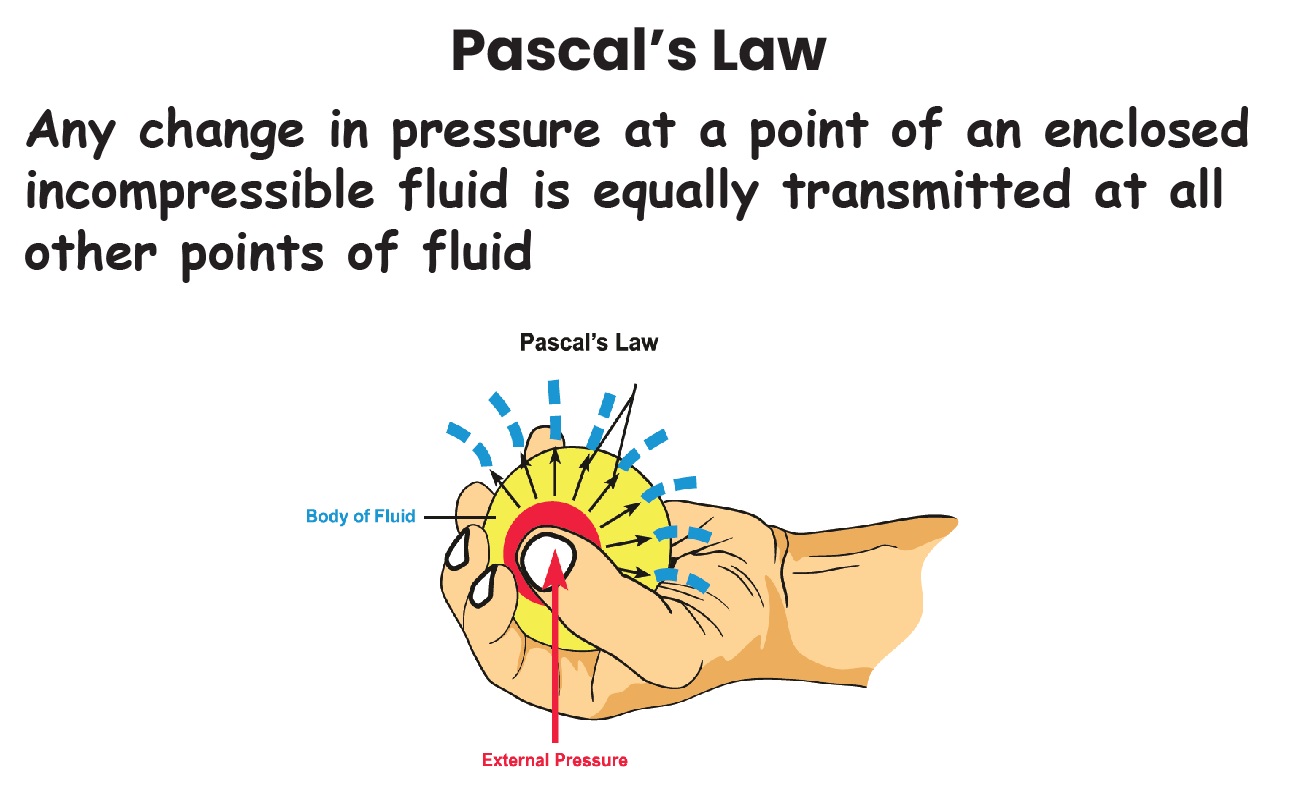 Pascal’s Law
Any change in pressure at a point of an enclosed
incompressible fluid is equally transmitted at all
other points of fluid
Pascal’s Law
Body of Fluid
External Pressure